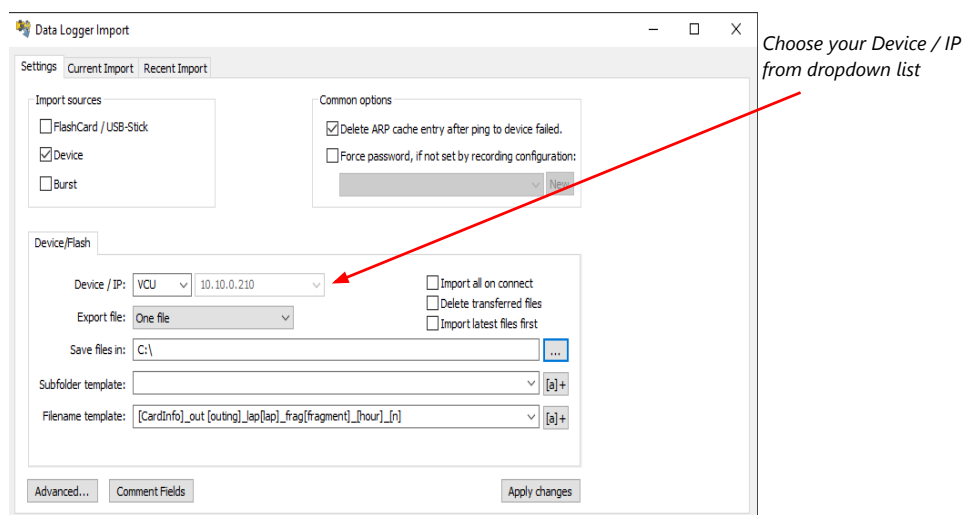 Data Logger Import
Choose your Device / IP
from dropdown list
Settings
Current Import
Recent Import
Import sources
FlashCard / USB-Stick
Device
Burst
Common options
Delete ARP cache entry after ping to device failed.
Force password, if not set by recording configuration:
New
Device/Flash
Device / IP:
VCU
10.10.0.210
Import all on connect
Delete transferred files
Import latest files first
Export file:
One file
Save files in:
C:\
...
Subfolder template:
[a]+
Filename template:
[CardInfo]_out [outing]_lap[lap]_frag[fragment]_[hour]_[n]
[a]+
Advanced...
Comment Fields
Apply changes